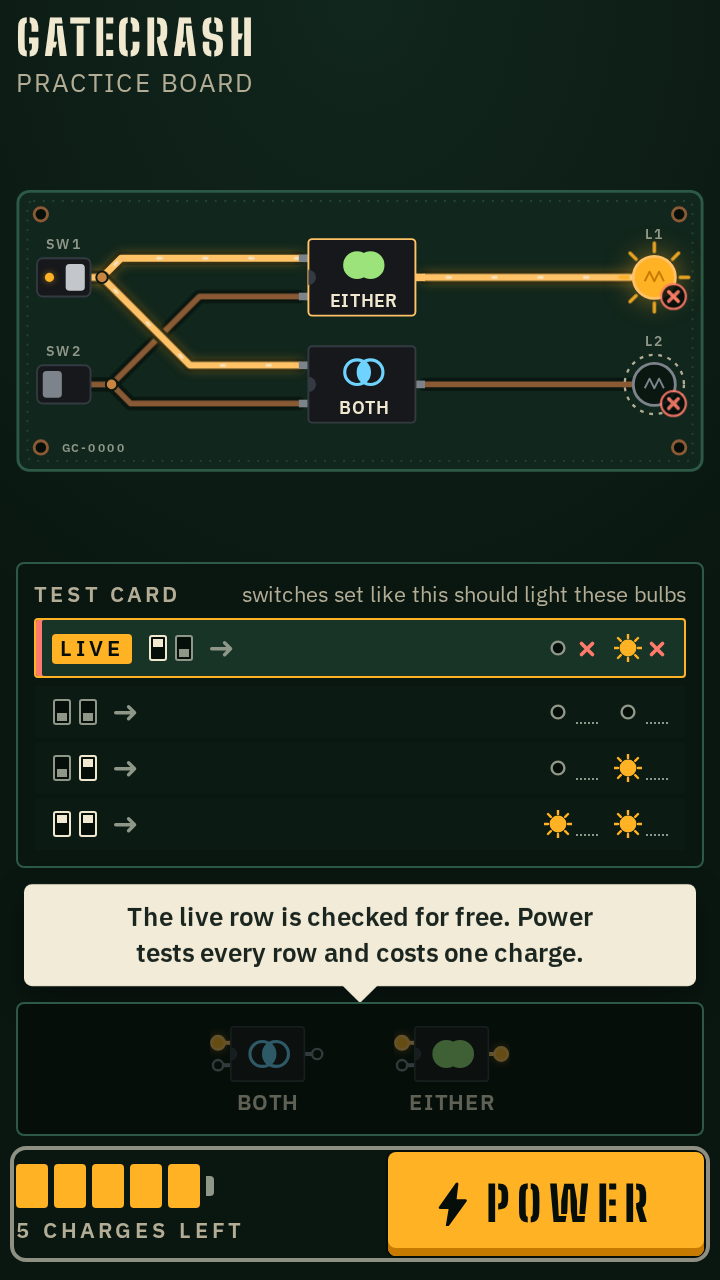 GATECRASH
PRACTICE BOARD
SW1
L1
EITHER
SW2
L2
BOTH
GC-0000
TEST CARD switches set like this should light these bulbs
LIVE
The live row is checked for free. Power
tests every row and costs one charge.
BOTH EITHER
5 CHARGES LEFT
POWER